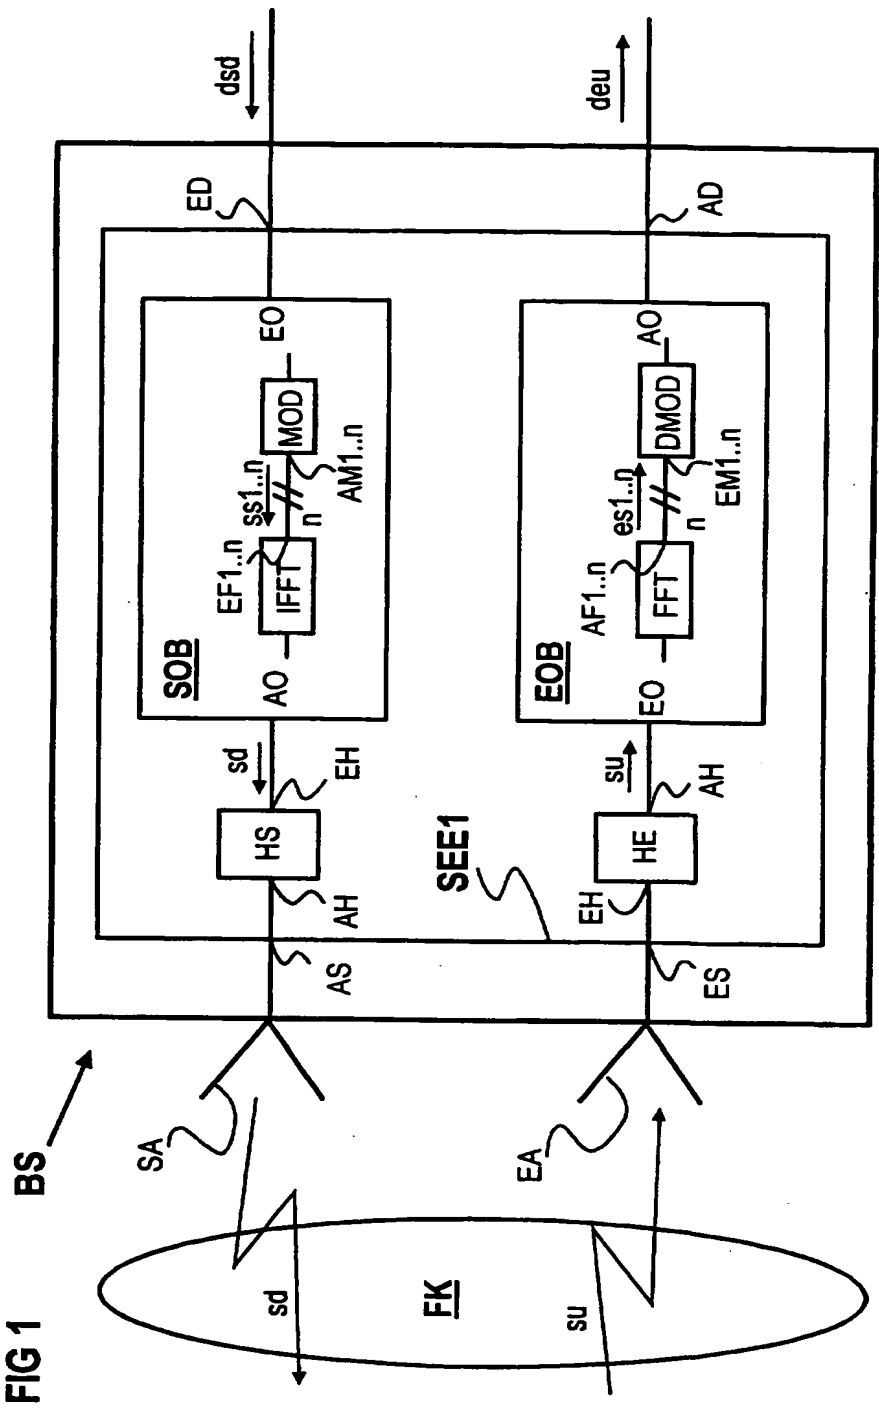 FIG 1
BS
dsd
ED
SOB
EF1..n
ss1..n
EO
IFFT
MOD
AO
n
AM1..n
sd
EH
HS
AH
AS
SA
sd
FK
su
SEE1
deu
AD
EOB
AF1..n
es1..n
AO
FFT
DMOD
EO
n
EM1..n
su
AH
HE
EH
ES
EA